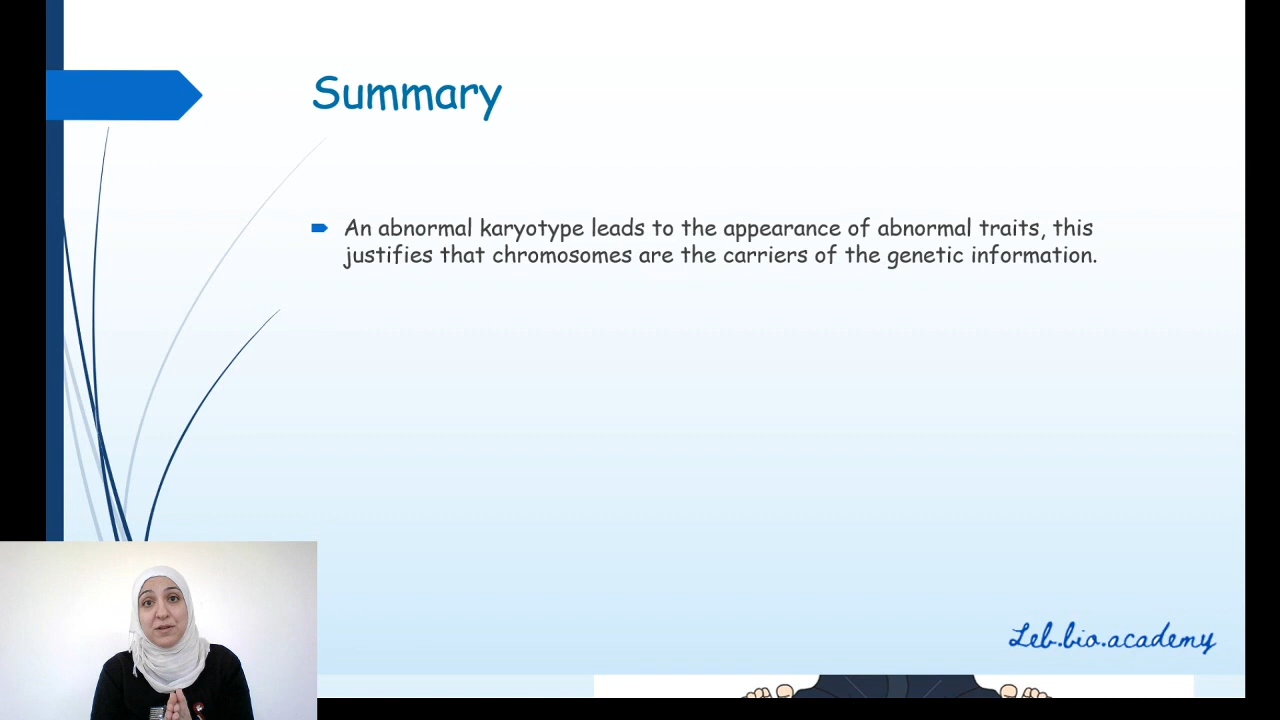 Summary
An abnormal karyotype leads to the appearance of abnormal traits, this
justifies that chromosomes are the carriers of the genetic information.
Leb.bio.academy